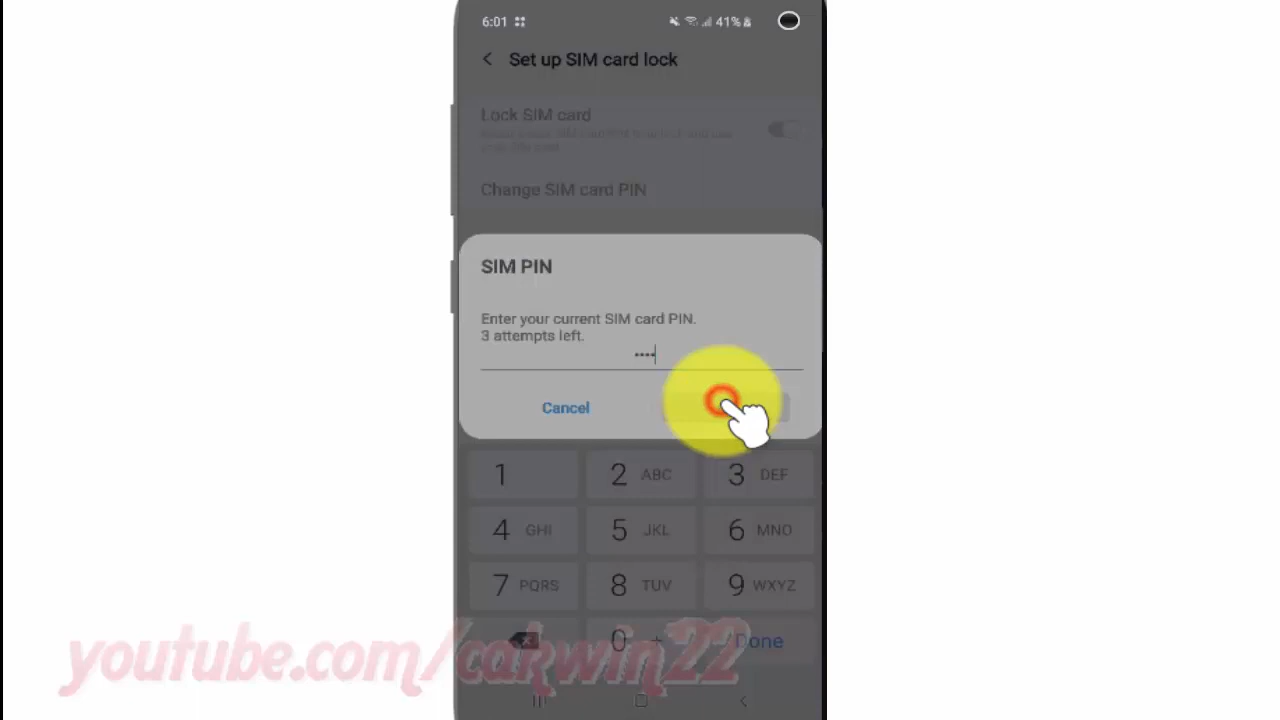 6:01 41%
Set up SIM card lock
Lock SIM card
Change SIM card PIN
SIM PIN
Enter your current SIM card PIN.
3 attempts left.
••••
Cancel
1 2 ABC 3 DEF
4 GHI 5 JKL 6 MNO
7 PQRS 8 TUV 9 WXYZ
0 + Done
youtube.com/cakwin22